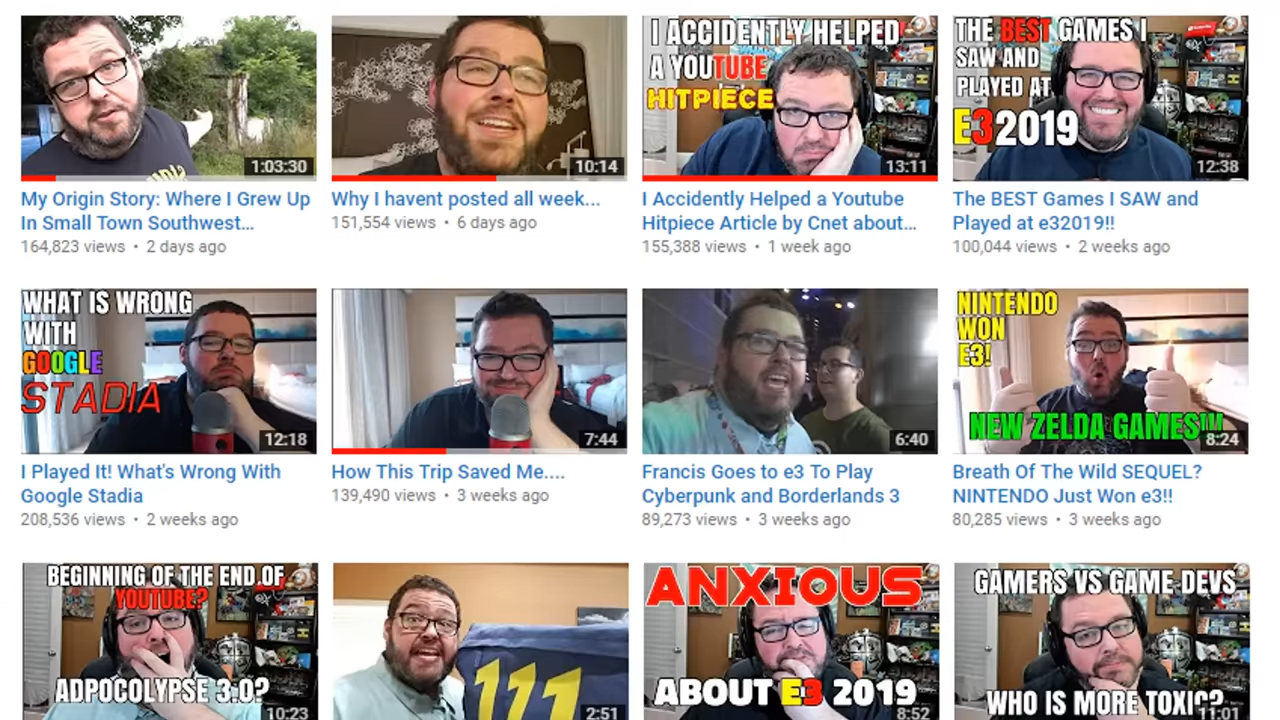 I ACCIDENTLY HELPED
A YOUTUBE
HITPIECE
THE BEST GAMES I
SAW AND
PLAYED AT
E3 2019
1:03:30
10:14
13:11
12:38
My Origin Story: Where I Grew Up
In Small Town Southwest...
164,823 views • 2 days ago
Why I havent posted all week...
151,554 views • 6 days ago
I Accidently Helped a Youtube
Hitpiece Article by Cnet about...
155,388 views • 1 week ago
The BEST Games I SAW and
Played at e32019!!
100,044 views • 2 weeks ago
WHAT IS WRONG
WITH
GOOGLE
STADIA
NINTENDO
WON
E3!
NEW ZELDA GAMES!!!
12:18
7:44
6:40
8:24
I Played It! What's Wrong With
Google Stadia
208,536 views • 2 weeks ago
How This Trip Saved Me....
139,490 views • 3 weeks ago
Francis Goes to e3 To Play
Cyberpunk and Borderlands 3
89,273 views • 3 weeks ago
Breath Of The Wild SEQUEL?
NINTENDO Just Won e3!!
80,285 views • 3 weeks ago
BEGINNING OF THE END OF
YOUTUBE?
ADPOCOLYPSE 3.0?
10:23
111
2:51
ANXIOUS
ABOUT E3 2019
8:52
GAMERS VS GAME DEVS
WHO IS MORE TOXIC?
11:01